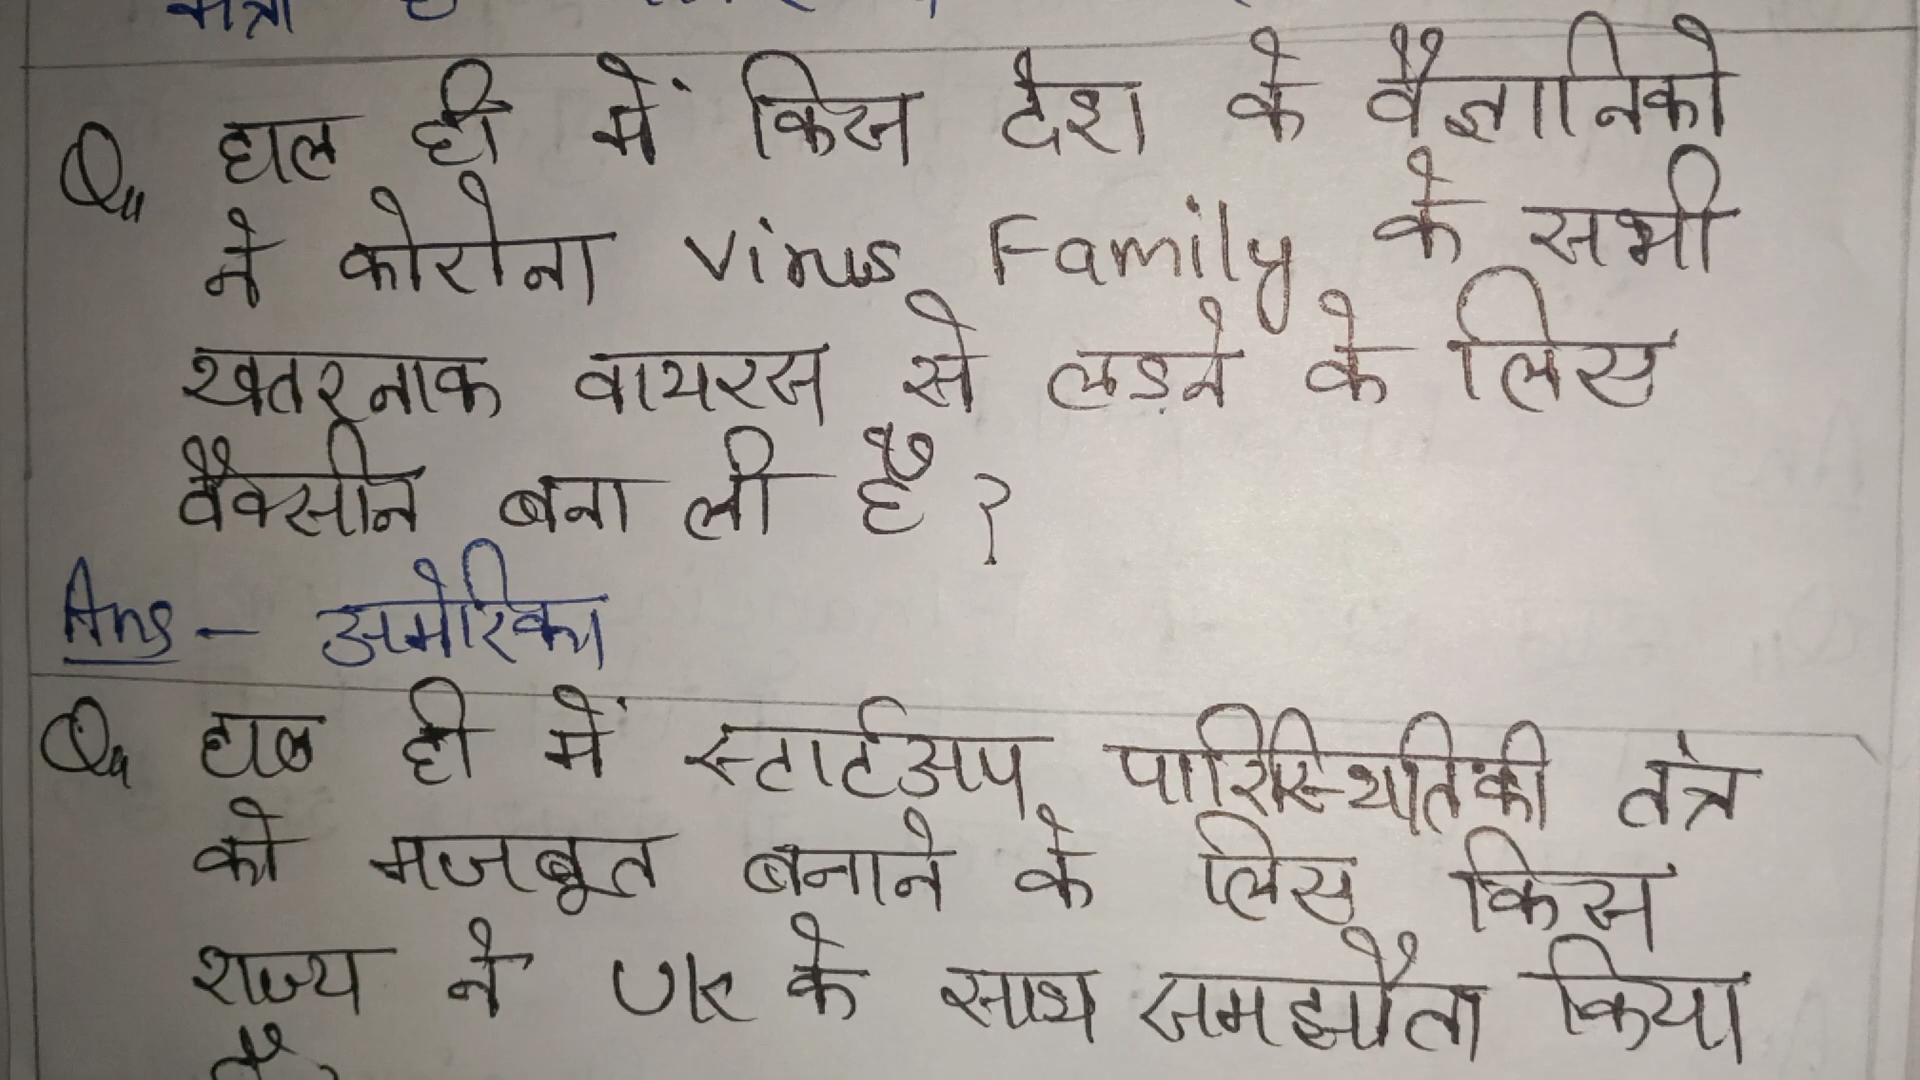 मंत्री
Q. हाल ही में किस देश के वैज्ञानिको
ने कोरोना virus Family के सभी
खतरनाक वायरस से लड़ने के लिए
वैक्सीन बना ली है?
Ans - अमेरिका
Q. हाल ही में स्टार्टअप पारिस्थितिकी तंत्र
को मजबूत बनाने के लिए किस
राज्य ने UK के साथ समझौता किया
है